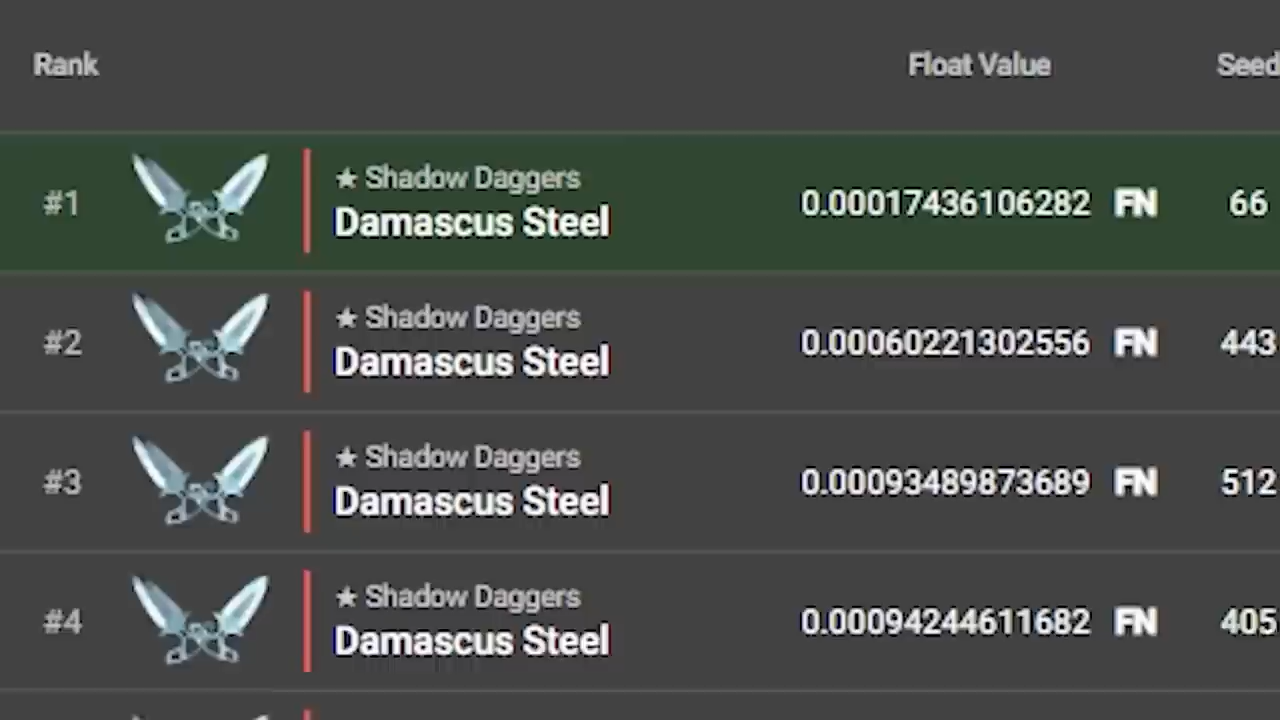 Rank Float Value Seed
#1 ★ Shadow Daggers
Damascus Steel 0.00017436106282 FN 66
#2 ★ Shadow Daggers
Damascus Steel 0.00060221302556 FN 443
#3 ★ Shadow Daggers
Damascus Steel 0.00093489873689 FN 512
#4 ★ Shadow Daggers
Damascus Steel 0.00094244611682 FN 405